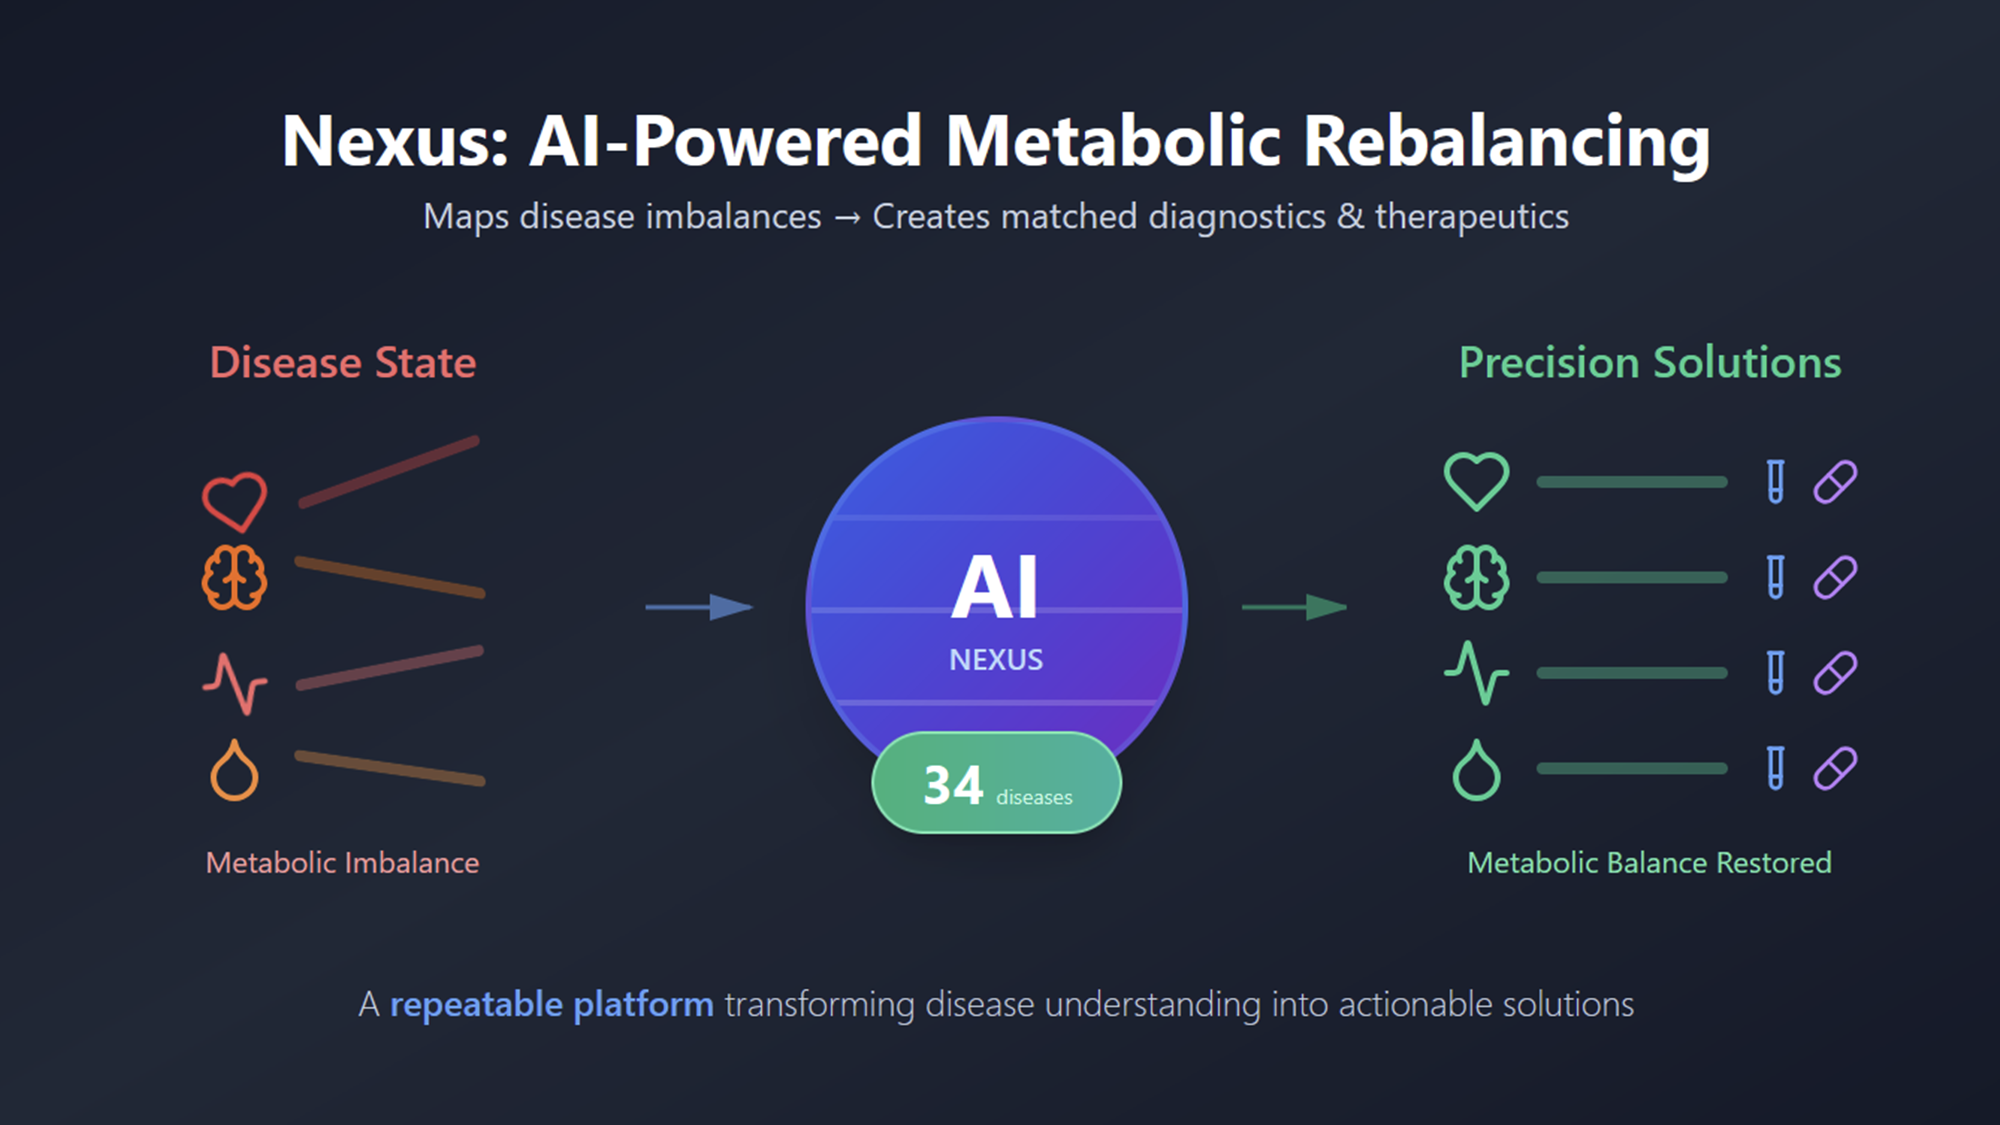 Nexus: AI-Powered Metabolic Rebalancing
Maps disease imbalances → Creates matched diagnostics & therapeutics
Disease State
Precision Solutions
AI
NEXUS
34 diseases
Metabolic Imbalance
Metabolic Balance Restored
A repeatable platform transforming disease understanding into actionable solutions